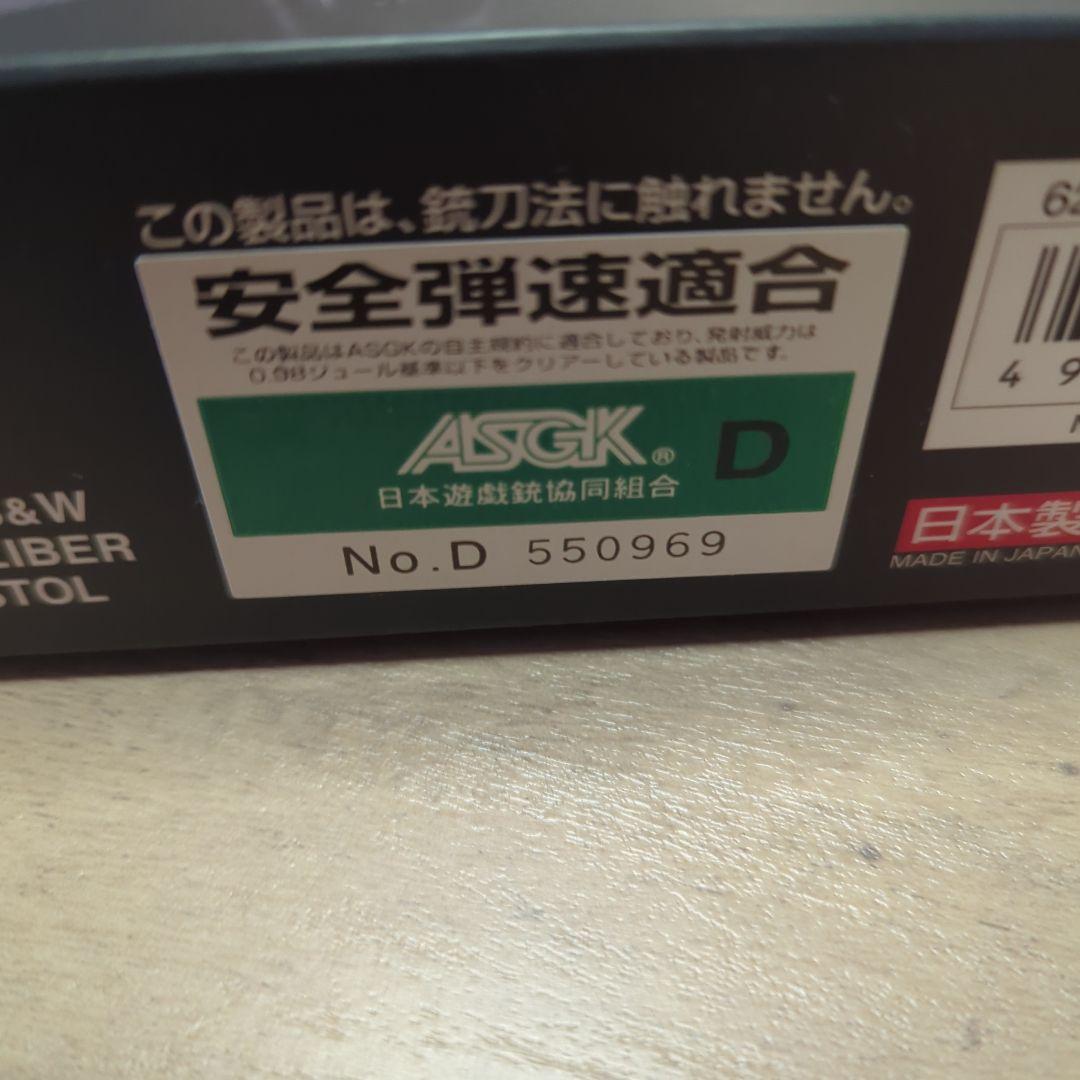 この製品は、銃刀法に触れません。
安全弾速適合
この製品はASGKの自主規約に適合しており、発射威力は
0.98ジュール基準以下をクリアーしている製品です。
ASGK® D
日本遊戯銃協同組合
No.D 550969
&W
LIBER
STOL
62
4 9
日本製
MADE IN JAPAN